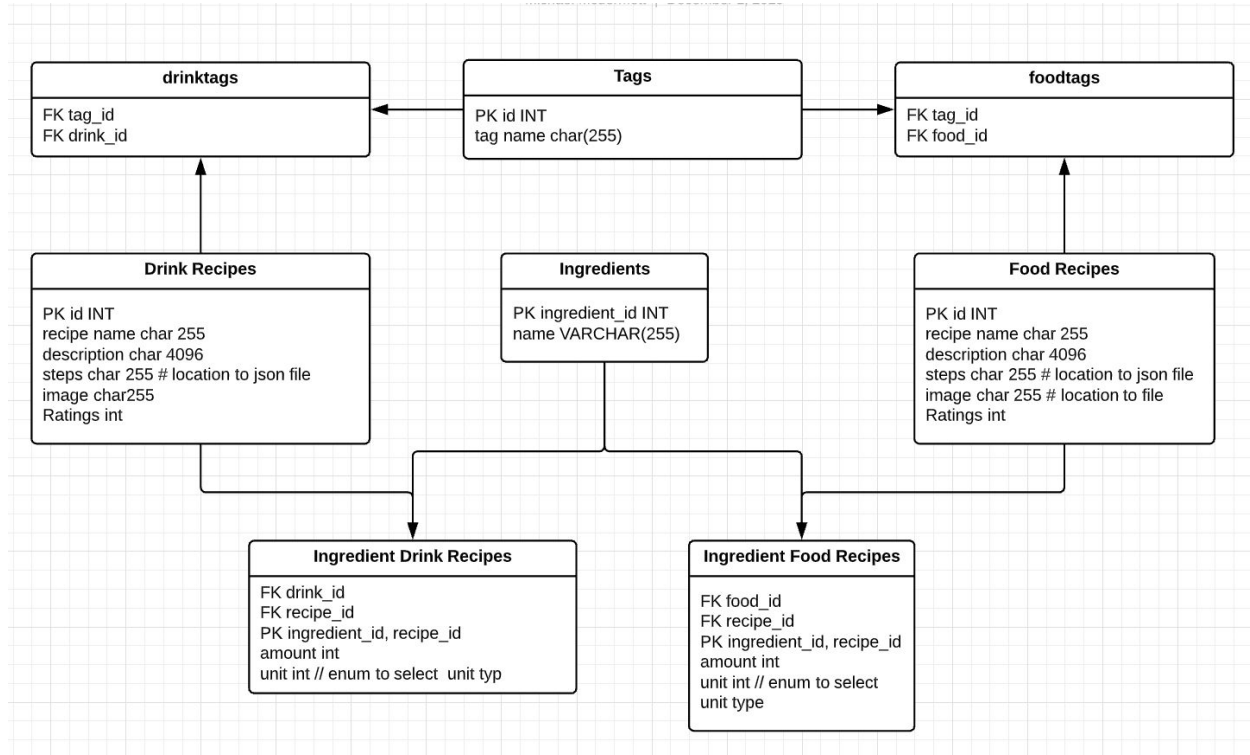 drinktags
FK tag_id
FK drink_id
Tags
PK id INT
tag name char(255)
foodtags
FK tag_id
FK food_id
Drink Recipes
PK id INT
recipe name char 255
description char 4096
steps char 255 # location to json file
image char255
Ratings int
Ingredients
PK ingredient_id INT
name VARCHAR(255)
Food Recipes
PK id INT
recipe name char 255
description char 4096
steps char 255 # location to json file
image char 255 # location to file
Ratings int
Ingredient Drink Recipes
FK drink_id
FK recipe_id
PK ingredient_id, recipe_id
amount int
unit int // enum to select  unit typ
Ingredient Food Recipes
FK food_id
FK recipe_id
PK ingredient_id, recipe_id
amount int
unit int // enum to select
unit type